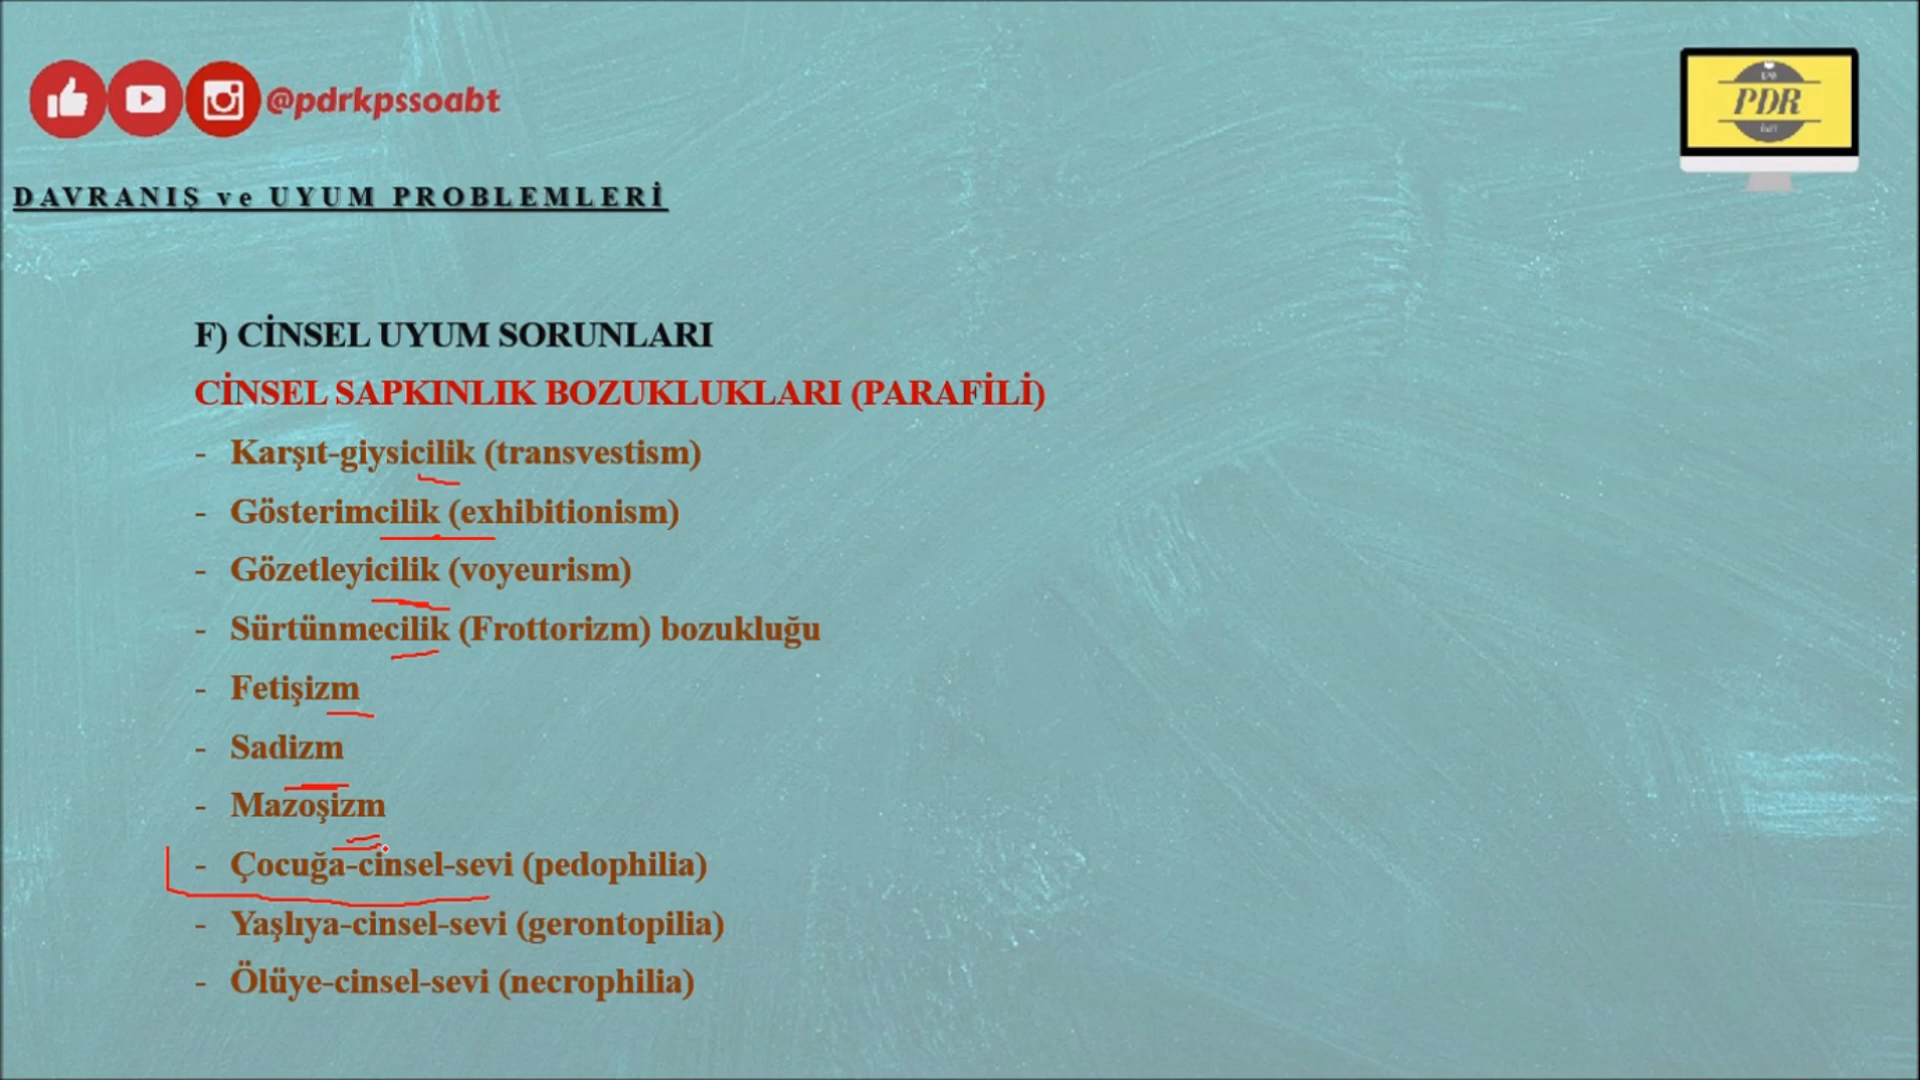 @pdrkpssoabt
PDR
DAVRANIŞ ve UYUM PROBLEMLERİ
F) CİNSEL UYUM SORUNLARI
CİNSEL SAPKINLIK BOZUKLUKLARI (PARAFİLİ)
- Karşıt-giysicilik (transvestism)
- Gösterimcilik (exhibitionism)
- Gözetleyicilik (voyeurism)
- Sürtünmecilik (Frottorizm) bozukluğu
- Fetişizm
- Sadizm
- Mazoşizm
- Çocuğa-cinsel-sevi (pedophilia)
- Yaşlıya-cinsel-sevi (gerontopilia)
- Ölüye-cinsel-sevi (necrophilia)